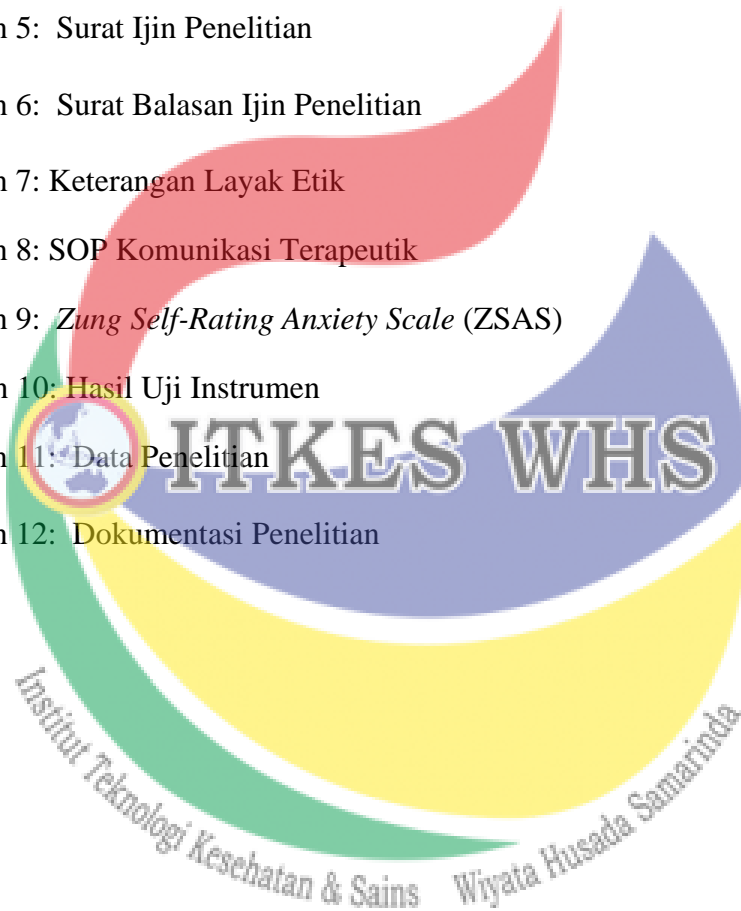 n 5: Surat Ijin Penelitian
n 6: Surat Balasan Ijin Penelitian
n 7: Keterangan Layak Etik
n 8: SOP Komunikasi Terapeutik
n 9: Zung Self-Rating Anxiety Scale (ZSAS)
n 10: Hasil Uji Instrumen
ITKES WHS
n 11: Data Penelitian
n 12: Dokumentasi Penelitian
Institut Teknologi Kesehatan & Sains Wiyata Husada Samarinda